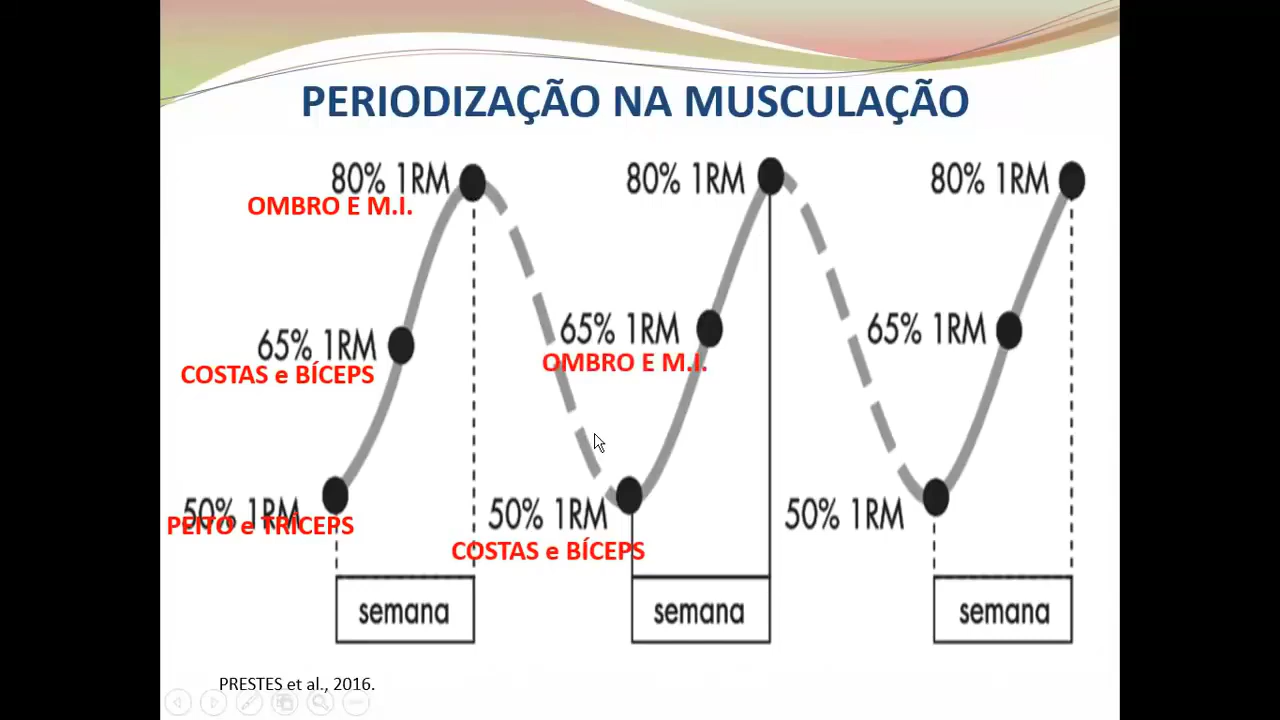 PERIODIZAÇÃO NA MUSCULAÇÃO
80% 1RM
OMBRO E M.I.
80% 1RM
80% 1RM
65% 1RM
COSTAS e BÍCEPS
65% 1RM
OMBRO E M.I.
65% 1RM
50% 1RM
PEITO e TRÍCEPS
50% 1RM
COSTAS e BÍCEPS
50% 1RM
semana
semana
semana
PRESTES et al., 2016.